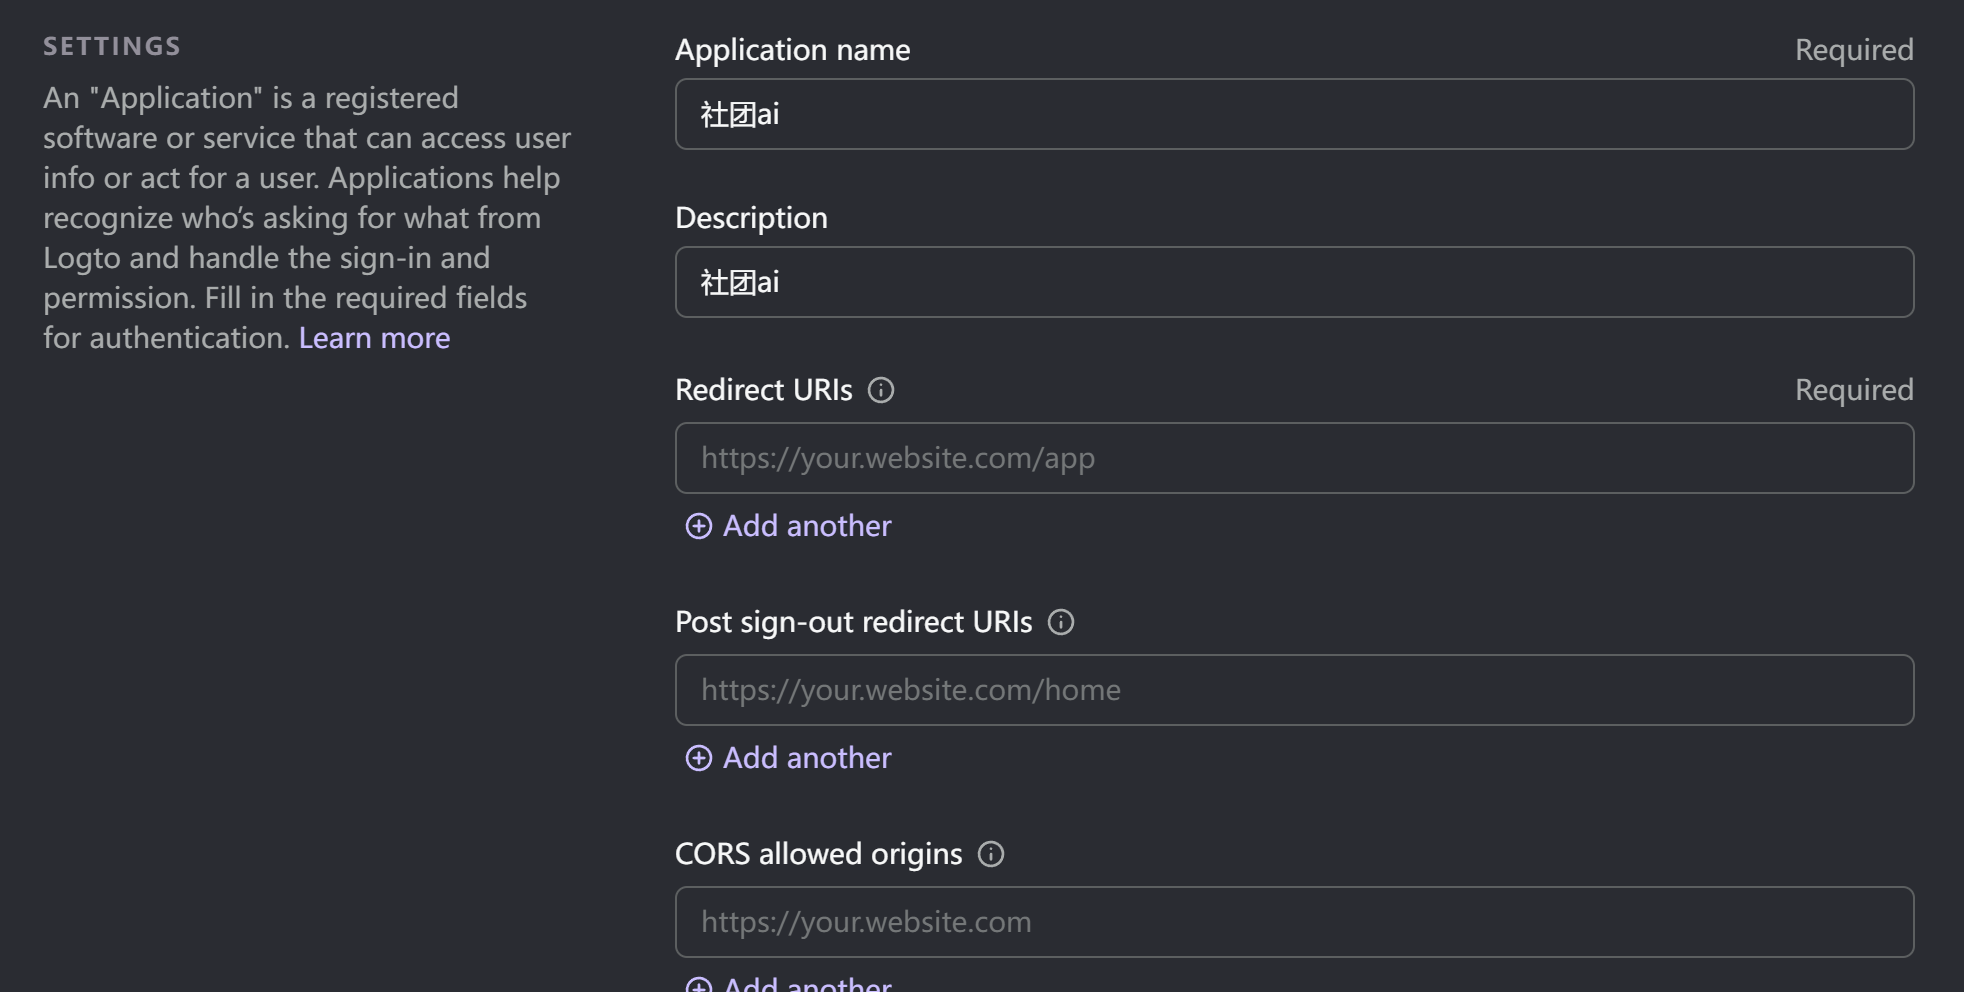 SETTINGS
An "Application" is a registered
software or service that can access user
info or act for a user. Applications help
recognize who's asking for what from
Logto and handle the sign-in and
permission. Fill in the required fields
for authentication. Learn more
Application name
Required
社团ai
Description
社团ai
Redirect URIs
Required
https://your.website.com/app
Add another
Post sign-out redirect URIs
https://your.website.com/home
Add another
CORS allowed origins
https://your.website.com
Add another